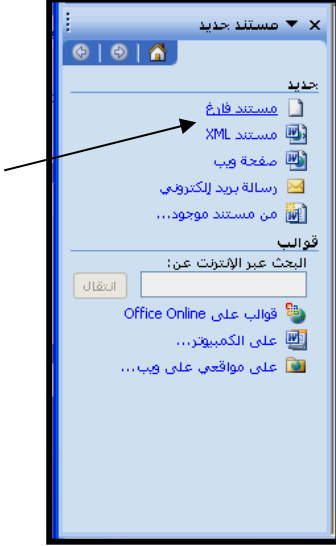 مستند جديد
جديد
مستند فارغ
مستند XML
صفحة ويب
رسالة بريد إلكتروني
من مستند موجود...
قوالب
البحث عبر الإنترنت عن:
انتقال
قوالب على Office Online
على الكمبيوتر...
على مواقعي على ويب...